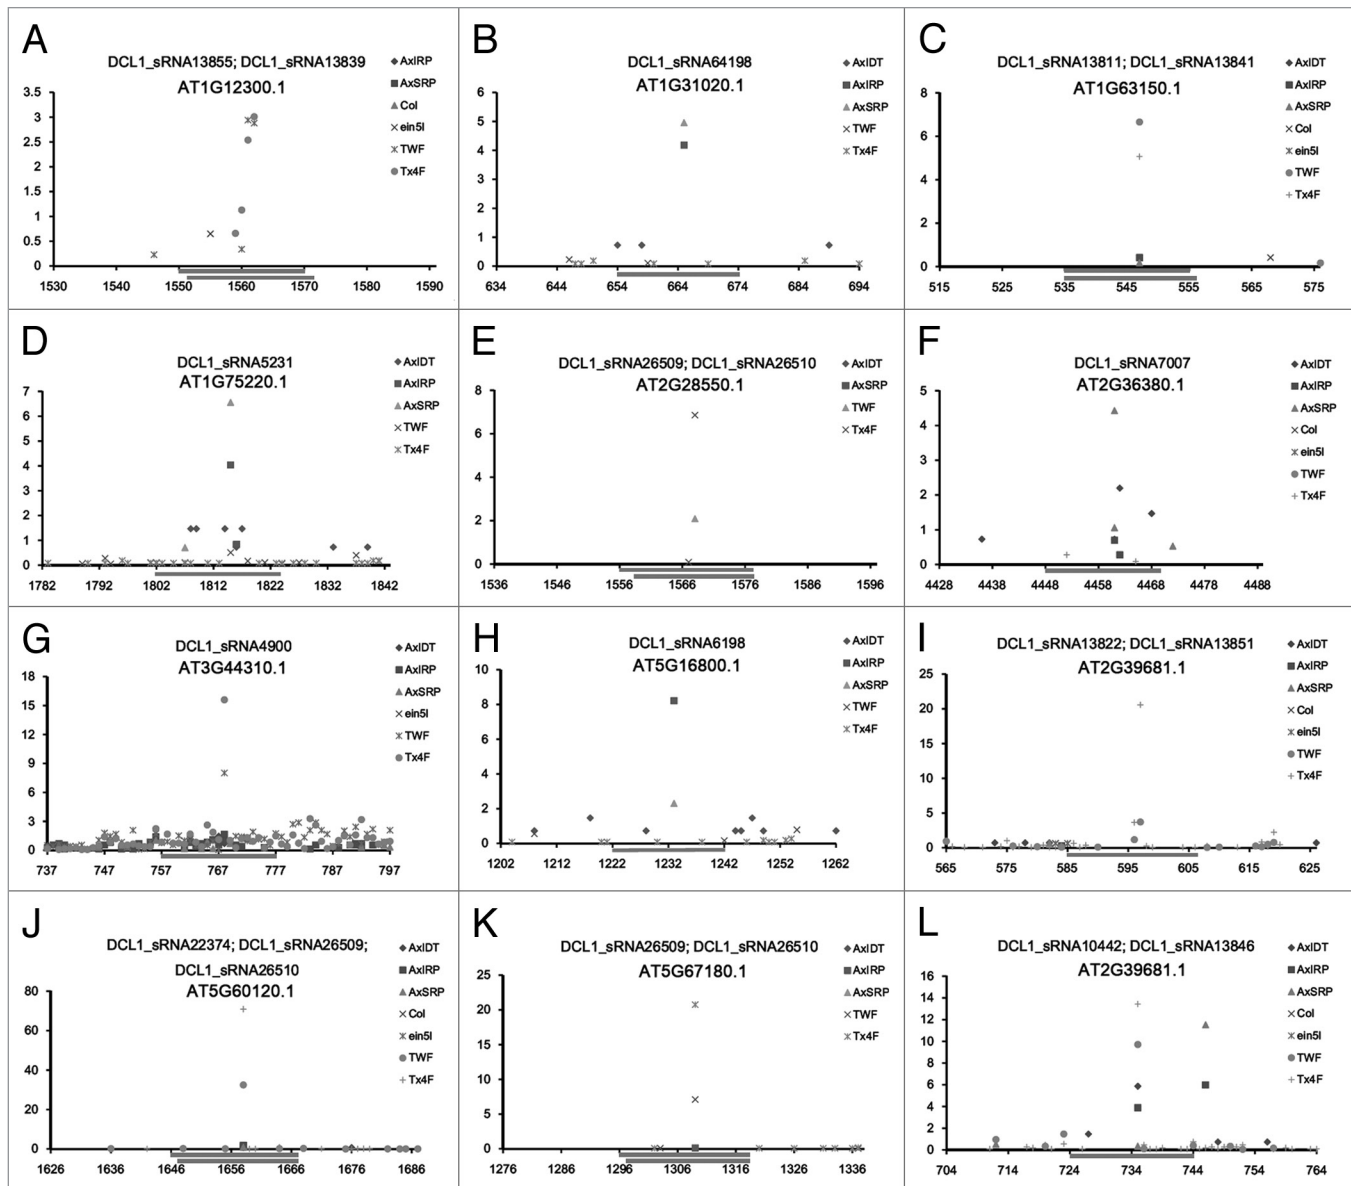 A
DCL1_sRNA13855; DCL1_sRNA13839
AT1G12300.1
AxIRP
AxSRP
Col
ein5l
TWF
Tx4F
3.5
3
2.5
2
1.5
1
0.5
0
1530 1540 1550 1560 1570 1580 1590
B
DCL1_sRNA64198
AT1G31020.1
AxIDT
AxIRP
AxSRP
TWF
Tx4F
6
5
4
3
2
1
0
634 644 654 664 674 684 694
C
DCL1_sRNA13811; DCL1_sRNA13841
AT1G63150.1
AxIDT
AxIRP
AxSRP
Col
ein5l
TWF
Tx4F
8
6
4
2
0
515 525 535 545 555 565 575
D
DCL1_sRNA5231
AT1G75220.1
AxIDT
AxIRP
AxSRP
TWF
Tx4F
7
6
5
4
3
2
1
0
1782 1792 1802 1812 1822 1832 1842
E
DCL1_sRNA26509; DCL1_sRNA26510
AT2G28550.1
AxIDT
AxSRP
TWF
Tx4F
8
6
4
2
0
1536 1546 1556 1566 1576 1586 1596
F
DCL1_sRNA7007
AT2G36380.1
AxIDT
AxIRP
AxSRP
Col
ein5l
TWF
Tx4F
5
4
3
2
1
0
4428 4438 4448 4458 4468 4478 4488
G
DCL1_sRNA4900
AT3G44310.1
AxIDT
AxIRP
AxSRP
ein5l
TWF
Tx4F
18
15
12
9
6
3
0
737 747 757 767 777 787 797
H
DCL1_sRNA6198
AT5G16800.1
AxIDT
AxIRP
AxSRP
TWF
Tx4F
10
8
6
4
2
0
1202 1212 1222 1232 1242 1252 1262
I
DCL1_sRNA13822; DCL1_sRNA13851
AT2G39681.1
AxIDT
AxIRP
AxSRP
Col
ein5l
TWF
Tx4F
25
20
15
10
5
0
565 575 585 595 605 615 625
J
DCL1_sRNA22374; DCL1_sRNA26509;
DCL1_sRNA26510
AT5G60120.1
AxIDT
AxIRP
AxSRP
Col
ein5l
TWF
Tx4F
80
60
40
20
0
1626 1636 1646 1656 1666 1676 1686
K
DCL1_sRNA26509; DCL1_sRNA26510
AT5G67180.1
AxIDT
AxIRP
AxSRP
TWF
Tx4F
25
20
15
10
5
0
1276 1286 1296 1306 1316 1326 1336
L
DCL1_sRNA10442; DCL1_sRNA13846
AT2G39681.1
AxIDT
AxIRP
AxSRP
Col
ein5l
TWF
Tx4F
16
14
12
10
8
6
4
2
0
704 714 724 734 744 754 764